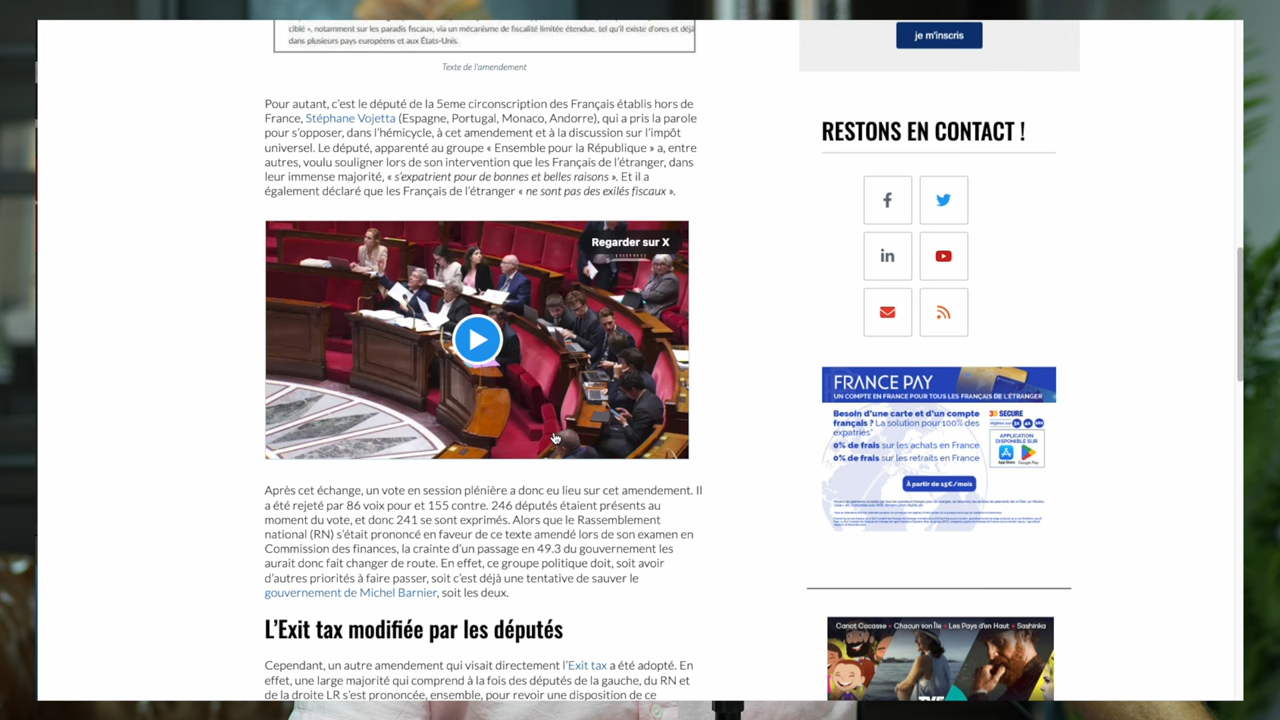 ciblé », notamment sur les paradis fiscaux, via un mécanisme de fiscalité limitée étendue, tel qu'il existe d'ores et déjà
dans plusieurs pays européens et aux États-Unis.
Texte de l'amendement
Pour autant, c'est le député de la 5eme circonscription des Français établis hors de
France, Stéphane Vojetta (Espagne, Portugal, Monaco, Andorre), qui a pris la parole
pour s'opposer, dans l'hémicycle, à cet amendement et à la discussion sur l'impôt
universel. Le député, apparenté au groupe « Ensemble pour la République » a, entre
autres, voulu souligner lors de son intervention que les Français de l'étranger, dans
leur immense majorité, « s'expatrient pour de bonnes et belles raisons ». Et il a
également déclaré que les Français de l'étranger « ne sont pas des exilés fiscaux ».
Regarder sur X
Après cet échange, un vote en session plénière a donc eu lieu sur cet amendement. Il
a été rejeté par 86 voix pour et 155 contre. 246 députés étaient présents au
moment du vote, et donc 241 se sont exprimés. Alors que le Rassemblement
national (RN) s'était prononcé en faveur de ce texte amendé lors de son examen en
Commission des finances, la crainte d'un passage en 49.3 du gouvernement les
aurait donc fait changer de route. En effet, ce groupe politique doit, soit avoir
d'autres priorités à faire passer, soit c'est déjà une tentative de sauver le
gouvernement de Michel Barnier, soit les deux.
L'Exit tax modifiée par les députés
Cependant, un autre amendement qui visait directement l'Exit tax a été adopté. En
effet, une large majorité qui comprend à la fois des députés de la gauche, du RN et
de la droite LR s'est prononcée, ensemble, pour revoir une disposition de ce
je m'inscris
RESTONS EN CONTACT !
FRANCE PAY
UN COMPTE EN FRANCE POUR TOUS LES FRANÇAIS DE L'ÉTRANGER
Besoin d'une carte et d'un compte
français ? La solution pour 100% des
expatriés*
0% de frais sur les achats en France
0% de frais sur les retraits en France
3D SECURE
APPLICATION
DISPONIBLE SUR
App Store Google Play
À partir de 15€/mois
Canot Cocasse • Chacun son Île • Les Pays d'en Haut • Sashinka